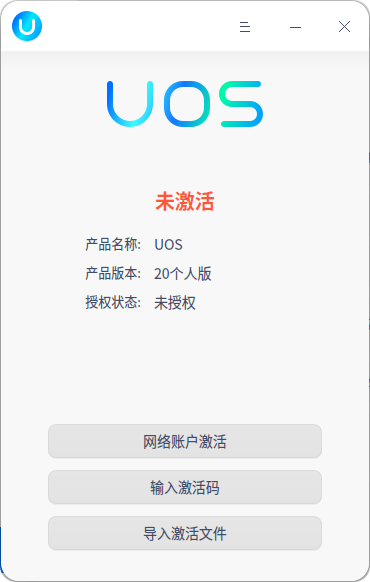 UOS
未激活
产品名称: UOS
产品版本: 20个人版
授权状态: 未授权
网络账户激活
输入激活码
导入激活文件